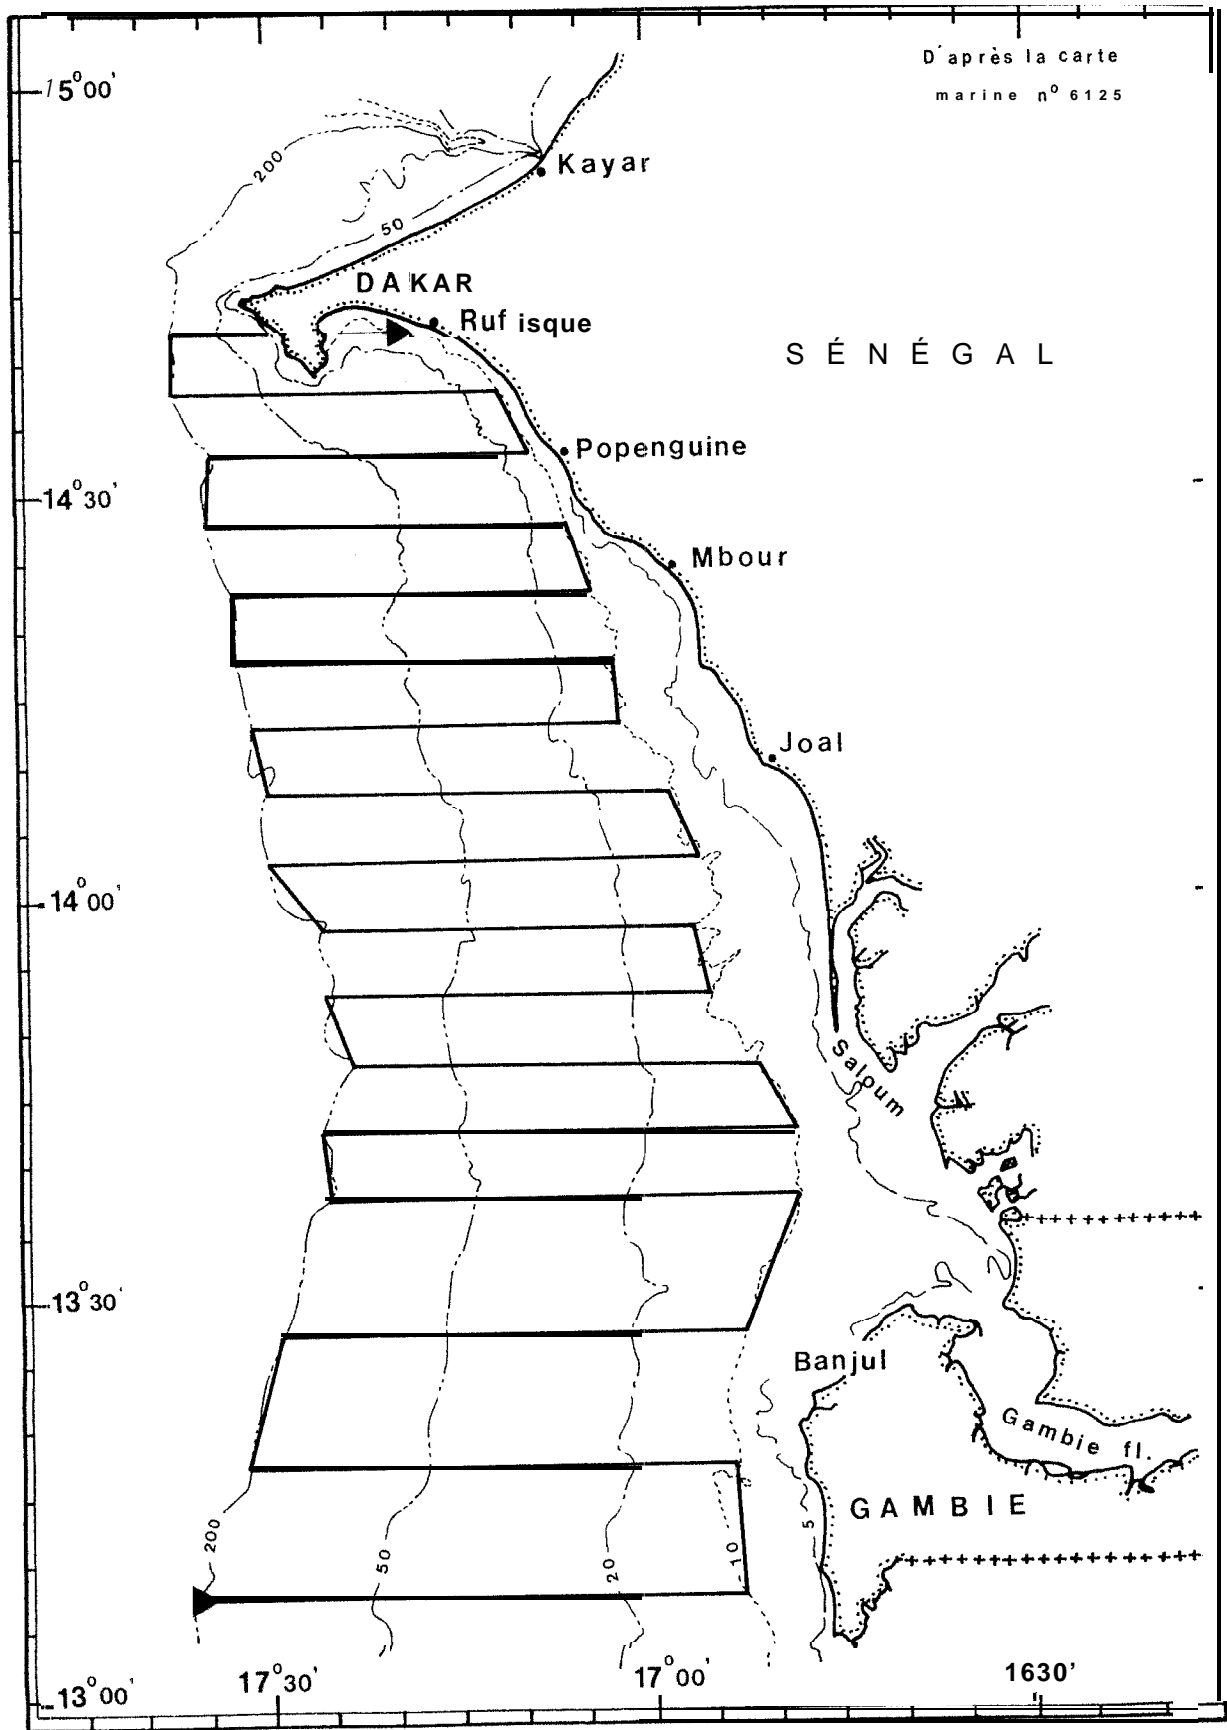 D'après la carte
marine n° 6125
15°00'
200
Kayar
50
DAKAR
Rufisque
SÉNÉGAL
Popenguine
14°30'
Mbour
Joal
14°00'
Saloum
13°30'
Banjul
Gambie fl.
GAMBIE
200
50
20
10
5
17°30'
17°00'
1630'
13°00'